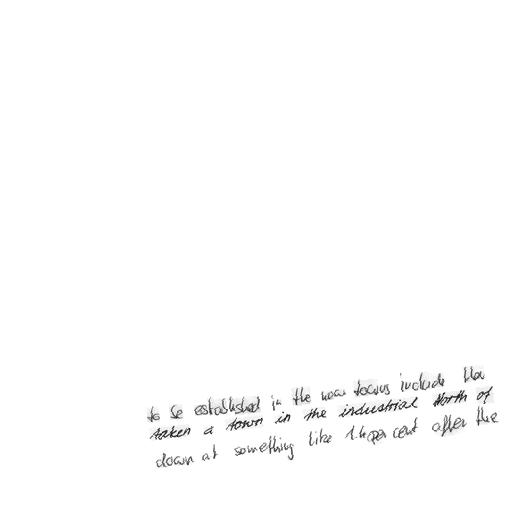 to be established in the new towns include the
taken a town in the industrial North of
down at something like 1.4 per cent after the